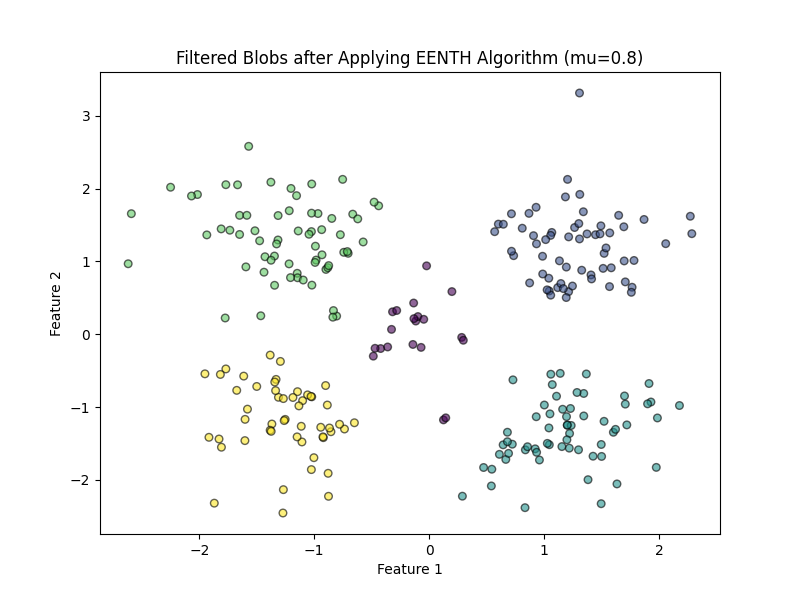 Filtered Blobs after Applying EENTH Algorithm (mu=0.8)
3
2
1
0
−1
−2
Feature 2
−2 −1 0 1 2
Feature 1